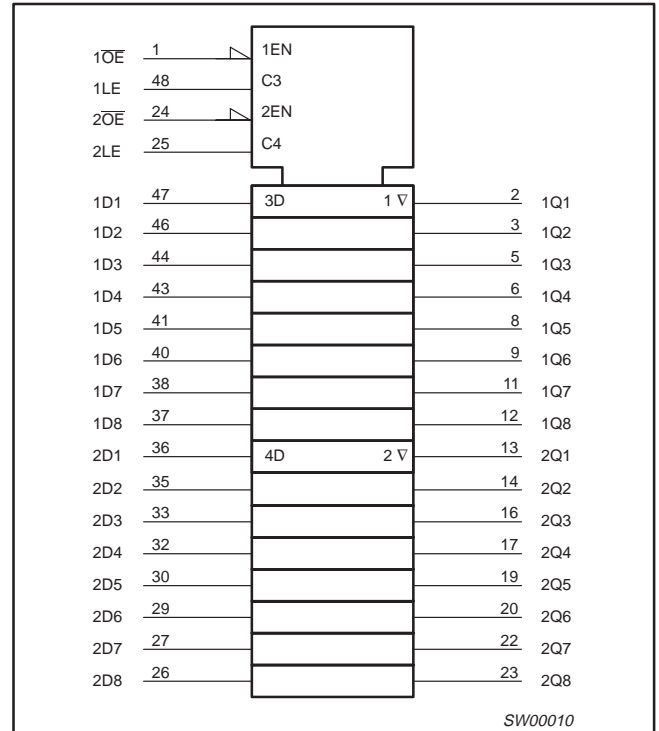 1O̅E̅ 1 1EN
1LE 48 C3
2O̅E̅ 24 2EN
2LE 25 C4
1D1 47 3D 1 ∇ 2 1Q1
1D2 46 3 1Q2
1D3 44 5 1Q3
1D4 43 6 1Q4
1D5 41 8 1Q5
1D6 40 9 1Q6
1D7 38 11 1Q7
1D8 37 12 1Q8
2D1 36 4D 2 ∇ 13 2Q1
2D2 35 14 2Q2
2D3 33 16 2Q3
2D4 32 17 2Q4
2D5 30 19 2Q5
2D6 29 20 2Q6
2D7 27 22 2Q7
2D8 26 23 2Q8
SW00010